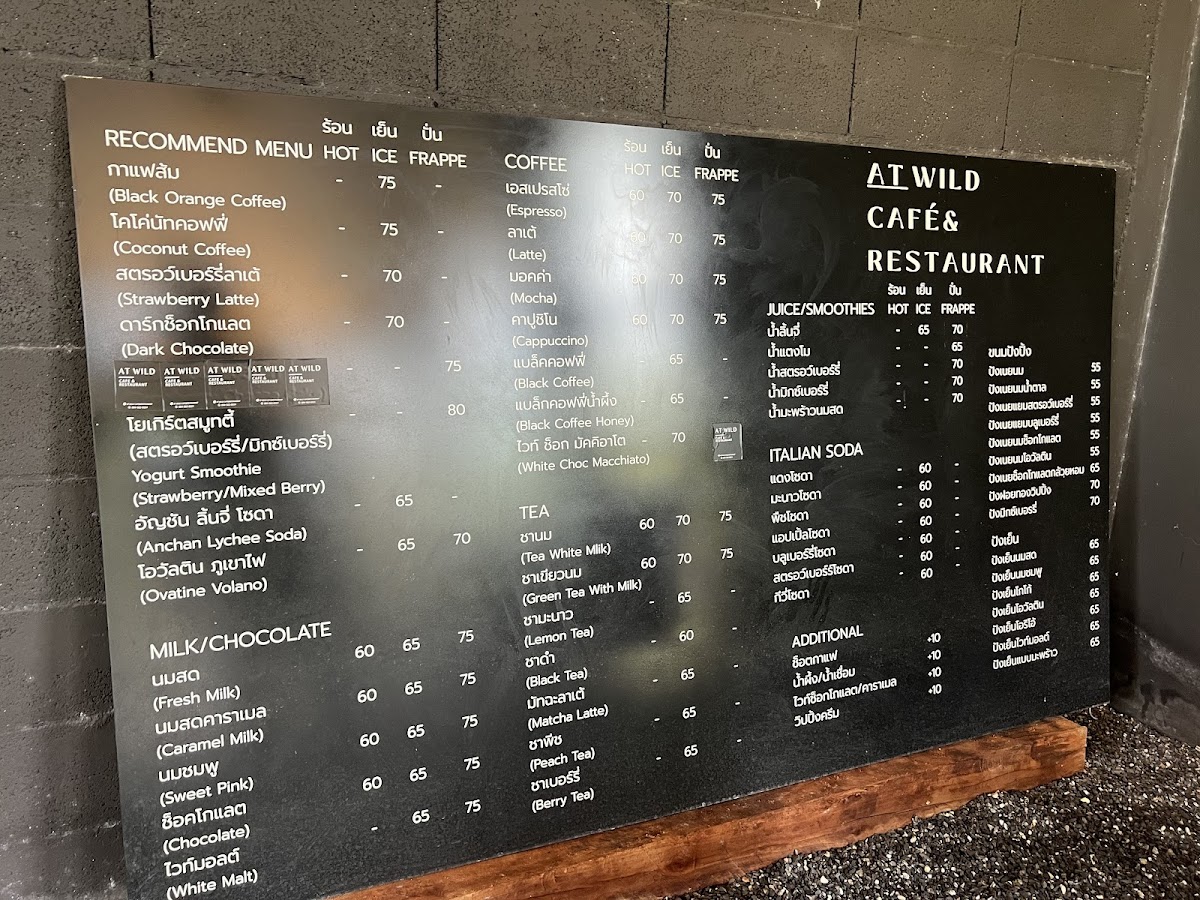 RECOMMEND MENU ร้อน HOT เย็น ICE ปั่น FRAPPE
กาแฟส้ม - 75 -
(Black Orange Coffee)
โคโค่นัทคอฟฟี่ - 75 -
(Coconut Coffee)
สตรอว์เบอร์รี่ลาเต้ - 70 -
(Strawberry Latte)
ดาร์กช็อกโกแลต - 70 -
(Dark Chocolate)
AT WILD CAFE & RESTAURANT AT WILD CAFE & RESTAURANT AT WILD CAFE & RESTAURANT AT WILD CAFE & RESTAURANT AT WILD CAFE & RESTAURANT - - 75
โยเกิร์ตสมูทตี้ - - 80
(สตรอว์เบอร์รี่/มิกซ์เบอร์รี่)
Yogurt Smoothie
(Strawberry/Mixed Berry)
อัญชัน ลิ้นจี่ โซดา - 65 -
(Anchan Lychee Soda)
โอวัลติน ภูเขาไฟ - 65 70
(Ovatine Volano)
MILK/CHOCOLATE
นมสด 60 65 75
(Fresh Milk)
นมสดคาราเมล 60 65 75
(Caramel Milk)
นมชมพู 60 65 75
(Sweet Pink)
ช็อคโกแลต 60 65 75
(Chocolate)
ไวท์มอลต์ - 65 75
(White Malt)
COFFEE ร้อน HOT เย็น ICE ปั่น FRAPPE
เอสเปรสโซ่ 60 70 75
(Espresso)
ลาเต้ 60 70 75
(Latte)
มอคค่า 60 70 75
(Mocha)
คาปูชิโน 60 70 75
(Cappuccino)
แบล็คคอฟฟี่ - 65 -
(Black Coffee)
แบล็กคอฟฟี่น้ำผึ้ง - 65 -
(Black Coffee Honey)
ไวท์ ช็อก มัคคิอาโต - 70
(White Choc Macchiato)
AT WILD
TEA
ชานม 60 70 75
(Tea White Mlik)
ชาเขียวนม 60 70 75
(Green Tea With Milk)
ชามะนาว - 65 -
(Lemon Tea)
ชาดำ - 60 -
(Black Tea)
มัทฉะลาเต้ - 65 -
(Matcha Latte)
ชาพีช - 65 -
(Peach Tea)
ชาเบอร์รี่ - 65 -
(Berry Tea)
AT WILD
CAFÉ&
RESTAURANT
JUICE/SMOOTHIES ร้อน HOT เย็น ICE ปั่น FRAPPE
น้ำลิ้นจี่ - 65 70
น้ำแตงโม - - 65
น้ำสตรอว์เบอร์รี่ - - 70
น้ำมิกซ์เบอร์รี่ - - 70
น้ำมะพร้าวนมสด - - 70
ITALIAN SODA
แดงโซดา - 60 -
มะนาวโซดา - 60 -
พีชโซดา - 60 -
แอปเปิ้ลโซดา - 60 -
บลูเบอร์รี่โซดา - 60 -
สตรอว์เบอร์รี่โซดา - 60 -
กีวี่โซดา - 60 -
ADDITIONAL
ช็อตกาแฟ +10
น้ำผึ้ง/น้ำเชื่อม +10
ไวท์ช็อกโกแลต/คาราเมล +10
วิปปิ้งครีม +10
ขนมปังปิ้ง
ปังเนยนม 55
ปังเนยนมน้ำตาล 55
ปังเนยแยมสตรอว์เบอร์รี่ 55
ปังเนยแยมบลูเบอร์รี่ 55
ปังเนยนมช็อกโกแลต 55
ปังเนยนมโอวัลติน 55
ปังเนยช็อกโกแลตกล้วยหอม 65
ปังฝอยทองวิปปิ้ง 70
ปังมิกซ์เบอร์รี่ 70
ปังเย็น
ปังเย็นนมสด 65
ปังเย็นนมชมพู 65
ปังเย็นโกโก้ 65
ปังเย็นโอวัลติน 65
ปังเย็นโอริโอ้ 65
ปังเย็นไวท์มอลต์ 65
ปังเย็นแบบมะพร้าว 65